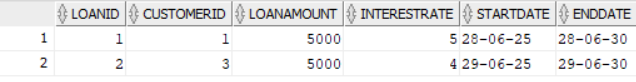 LOANID CUSTOMERID LOANAMOUNT INTERESTRATE STARTDATE ENDDATE
1 1 1 5000 5 28-06-25 28-06-30
2 2 3 5000 4 29-06-25 29-06-30